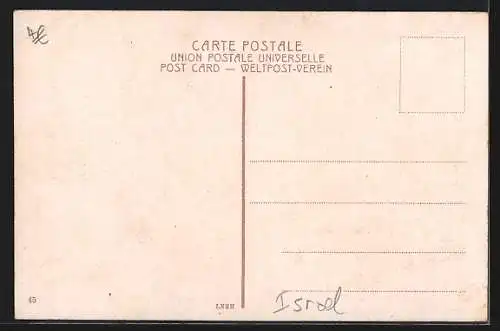 CARTE POSTALE
UNION POSTALE UNIVERSELLE
POST CARD — WELTPOST-VEREIN
45
Israel